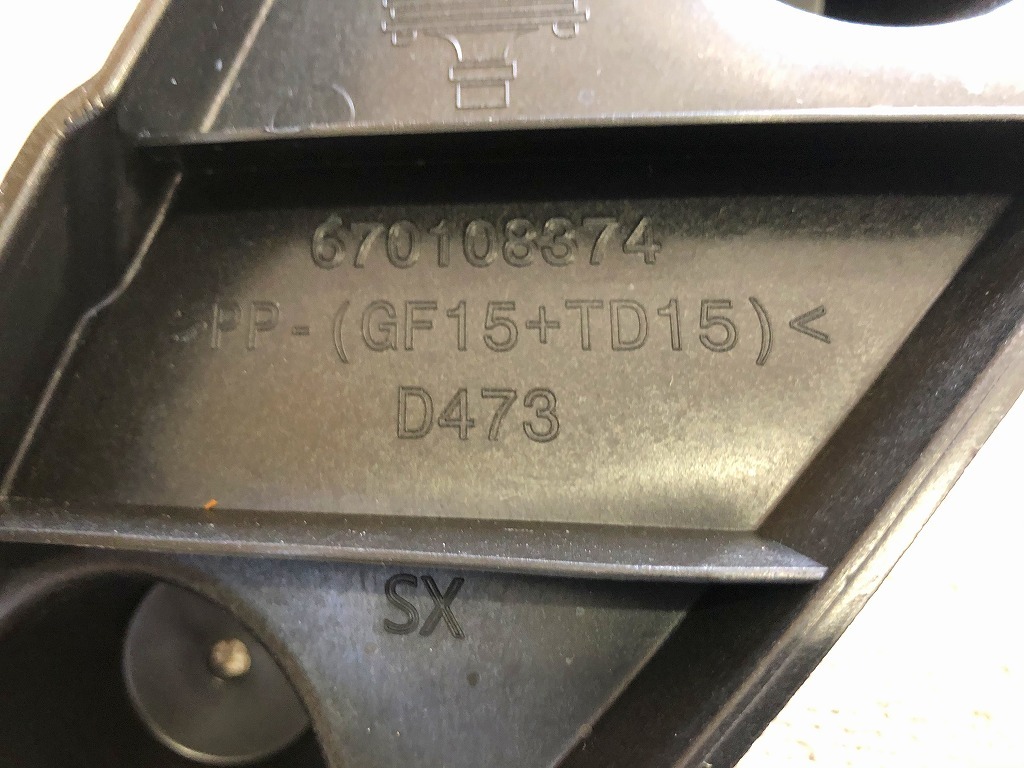 670108374
>PP-(GF15+TD15)<
D473
SX